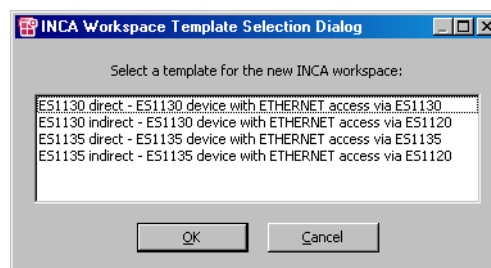 INCA Workspace Template Selection Dialog
Select a template for the new INCA workspace:
ES1130 direct - ES1130 device with ETHERNET access via ES1130
ES1130 indirect - ES1130 device with ETHERNET access via ES1120
ES1135 direct - ES1135 device with ETHERNET access via ES1135
ES1135 indirect - ES1135 device with ETHERNET access via ES1120
OK Cancel